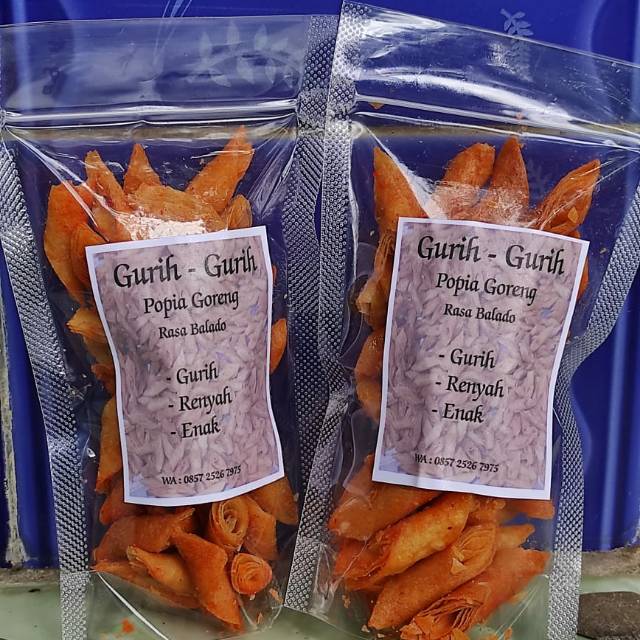 Gurih - Gurih
Popia Goreng
Rasa Balado
- Gurih
- Renyah
- Enak
WA : 0857 2526 7975
Gurih - Gurih
Popia Goreng
Rasa Balado
- Gurih
- Renyah
- Enak
WA : 0857 2526 7975